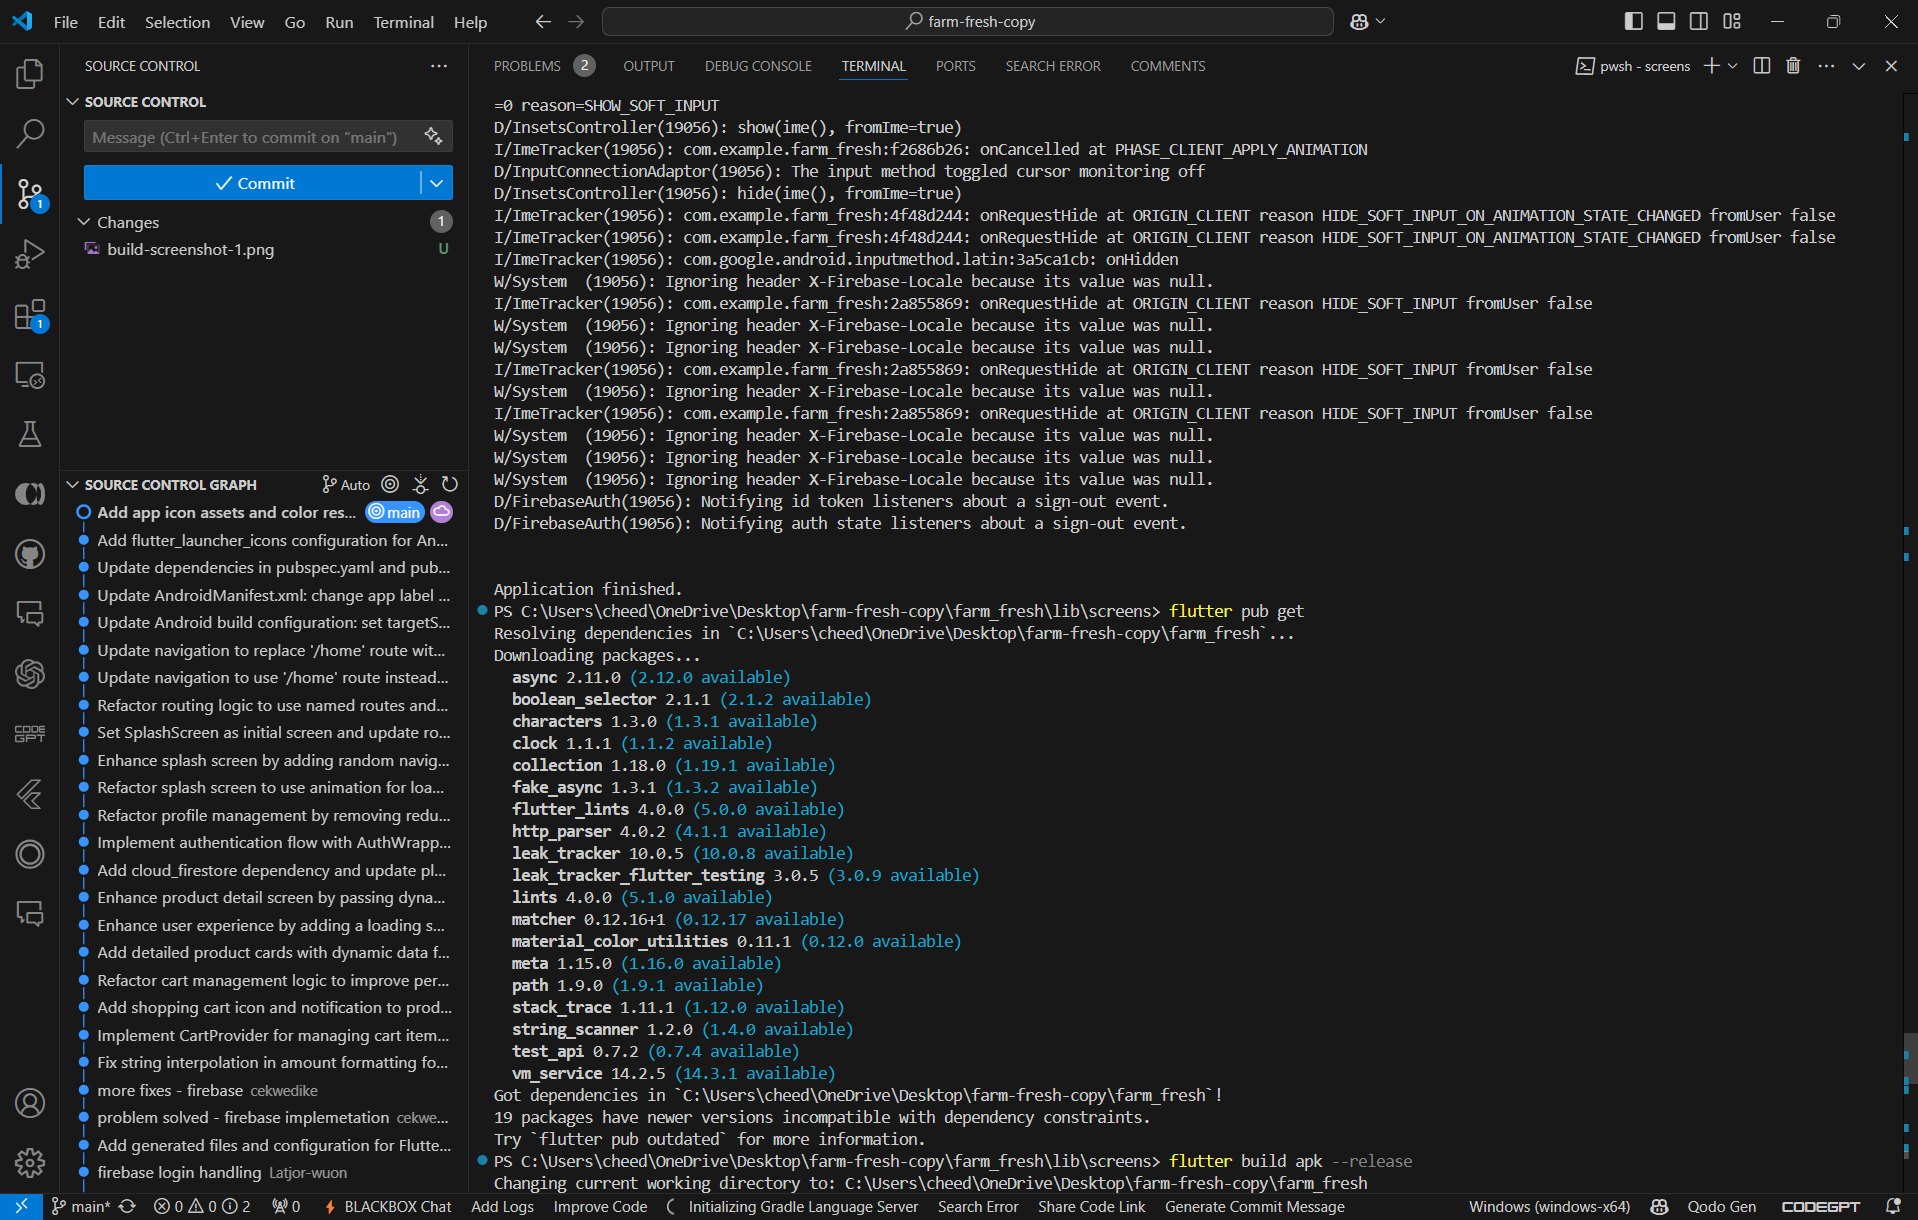 File Edit Selection View Go Run Terminal Help
farm-fresh-copy
SOURCE CONTROL
SOURCE CONTROL
Message (Ctrl+Enter to commit on "main")
Commit
Changes 1
build-screenshot-1.png U
1
1
SOURCE CONTROL GRAPH Auto
Add app icon assets and color res... main
Add flutter_launcher_icons configuration for An...
Update dependencies in pubspec.yaml and pub...
Update AndroidManifest.xml: change app label ...
Update Android build configuration: set targetS...
Update navigation to replace '/home' route wit...
Update navigation to use '/home' route instead...
Refactor routing logic to use named routes and...
Set SplashScreen as initial screen and update ro...
Enhance splash screen by adding random navig...
Refactor splash screen to use animation for loa...
Refactor profile management by removing redu...
Implement authentication flow with AuthWrapp...
Add cloud_firestore dependency and update pl...
Enhance product detail screen by passing dyna...
Enhance user experience by adding a loading s...
Add detailed product cards with dynamic data f...
Refactor cart management logic to improve per...
Add shopping cart icon and notification to prod...
Implement CartProvider for managing cart item...
Fix string interpolation in amount formatting fo...
more fixes - firebase cekwedike
problem solved - firebase implemetation cekwe...
Add generated files and configuration for Flutte...
firebase login handling Latjor-wuon
CODE GPT
PROBLEMS 2 OUTPUT DEBUG CONSOLE TERMINAL PORTS SEARCH ERROR COMMENTS
pwsh - screens
=0 reason=SHOW_SOFT_INPUT
D/InsetsController(19056): show(ime(), fromIme=true)
I/ImeTracker(19056): com.example.farm_fresh:f2686b26: onCancelled at PHASE_CLIENT_APPLY_ANIMATION
D/InputConnectionAdaptor(19056): The input method toggled cursor monitoring off
D/InsetsController(19056): hide(ime(), fromIme=true)
I/ImeTracker(19056): com.example.farm_fresh:4f48d244: onRequestHide at ORIGIN_CLIENT reason HIDE_SOFT_INPUT_ON_ANIMATION_STATE_CHANGED fromUser false
I/ImeTracker(19056): com.example.farm_fresh:4f48d244: onRequestHide at ORIGIN_CLIENT reason HIDE_SOFT_INPUT_ON_ANIMATION_STATE_CHANGED fromUser false
I/ImeTracker(19056): com.google.android.inputmethod.latin:3a5ca1cb: onHidden
W/System  (19056): Ignoring header X-Firebase-Locale because its value was null.
I/ImeTracker(19056): com.example.farm_fresh:2a855869: onRequestHide at ORIGIN_CLIENT reason HIDE_SOFT_INPUT fromUser false
W/System  (19056): Ignoring header X-Firebase-Locale because its value was null.
W/System  (19056): Ignoring header X-Firebase-Locale because its value was null.
I/ImeTracker(19056): com.example.farm_fresh:2a855869: onRequestHide at ORIGIN_CLIENT reason HIDE_SOFT_INPUT fromUser false
W/System  (19056): Ignoring header X-Firebase-Locale because its value was null.
I/ImeTracker(19056): com.example.farm_fresh:2a855869: onRequestHide at ORIGIN_CLIENT reason HIDE_SOFT_INPUT fromUser false
W/System  (19056): Ignoring header X-Firebase-Locale because its value was null.
W/System  (19056): Ignoring header X-Firebase-Locale because its value was null.
W/System  (19056): Ignoring header X-Firebase-Locale because its value was null.
D/FirebaseAuth(19056): Notifying id token listeners about a sign-out event.
D/FirebaseAuth(19056): Notifying auth state listeners about a sign-out event.
Application finished.
PS C:\Users\cheed\OneDrive\Desktop\farm-fresh-copy\farm_fresh\lib\screens> flutter pub get
Resolving dependencies in `C:\Users\cheed\OneDrive\Desktop\farm-fresh-copy\farm_fresh`...
Downloading packages...
async 2.11.0 (2.12.0 available)
boolean_selector 2.1.1 (2.1.2 available)
characters 1.3.0 (1.3.1 available)
clock 1.1.1 (1.1.2 available)
collection 1.18.0 (1.19.1 available)
fake_async 1.3.1 (1.3.2 available)
flutter_lints 4.0.0 (5.0.0 available)
http_parser 4.0.2 (4.1.1 available)
leak_tracker 10.0.5 (10.0.8 available)
leak_tracker_flutter_testing 3.0.5 (3.0.9 available)
lints 4.0.0 (5.1.0 available)
matcher 0.12.16+1 (0.12.17 available)
material_color_utilities 0.11.1 (0.12.0 available)
meta 1.15.0 (1.16.0 available)
path 1.9.0 (1.9.1 available)
stack_trace 1.11.1 (1.12.0 available)
string_scanner 1.2.0 (1.4.0 available)
test_api 0.7.2 (0.7.4 available)
vm_service 14.2.5 (14.3.1 available)
Got dependencies in `C:\Users\cheed\OneDrive\Desktop\farm-fresh-copy\farm_fresh`!
19 packages have newer versions incompatible with dependency constraints.
Try `flutter pub outdated` for more information.
PS C:\Users\cheed\OneDrive\Desktop\farm-fresh-copy\farm_fresh\lib\screens> flutter build apk --release
Changing current working directory to: C:\Users\cheed\OneDrive\Desktop\farm-fresh-copy\farm_fresh
main* 0 0 2 0 BLACKBOX Chat Add Logs Improve Code Initializing Gradle Language Server Search Error Share Code Link Generate Commit Message Windows (windows-x64) Qodo Gen CODEGPT